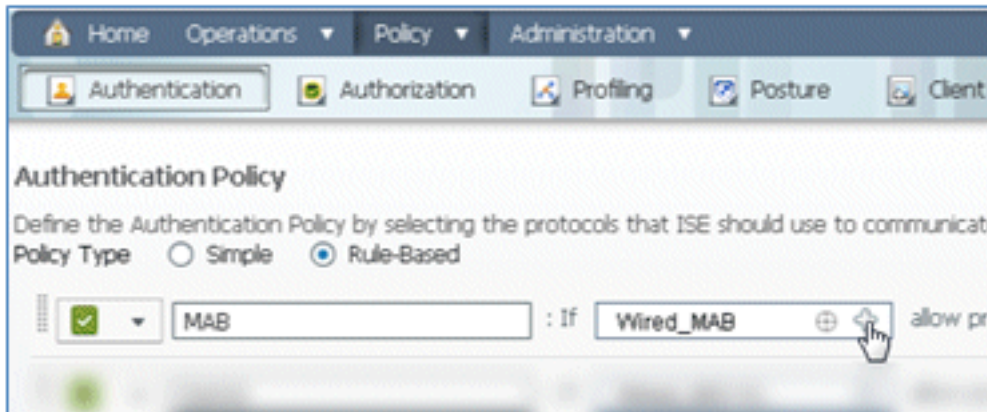 Home Operations Policy Administration
Authentication Authorization Profiling Posture Client
Authentication Policy
Define the Authentication Policy by selecting the protocols that ISE should use to communicat
Policy Type Simple Rule-Based
MAB : If Wired_MAB allow pr